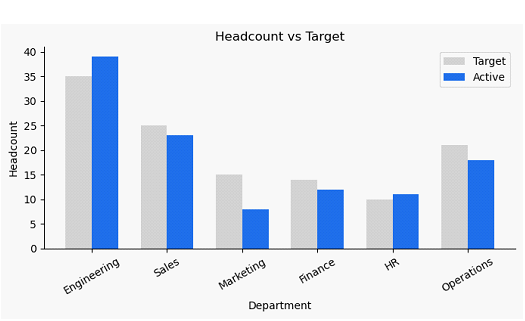 Headcount vs Target
Target
Active
40
35
30
25
20
15
10
5
0
Headcount
Engineering
Sales
Marketing
Finance
HR
Operations
Department